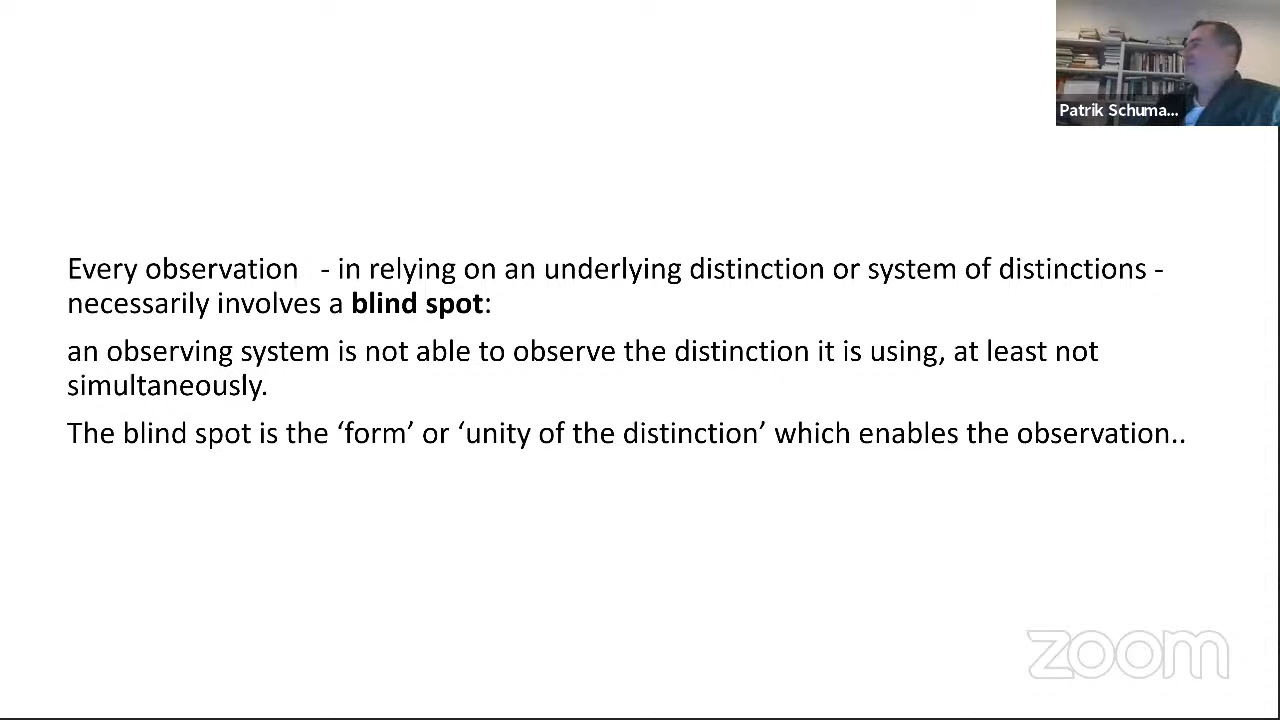 Patrik Schuma...
Every observation - in relying on an underlying distinction or system of distinctions -
necessarily involves a blind spot:
an observing system is not able to observe the distinction it is using, at least not
simultaneously.
The blind spot is the ‘form’ or ‘unity of the distinction’ which enables the observation..
zoom